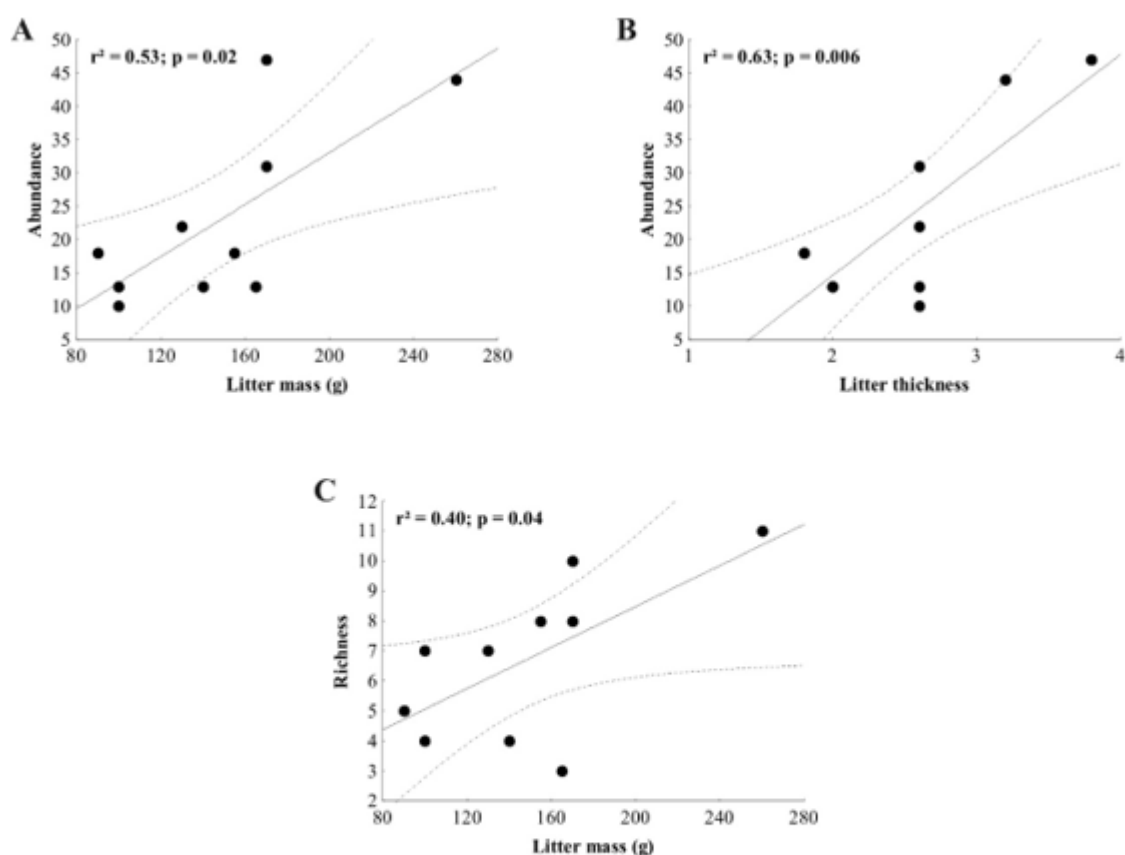 A
r² = 0.53; p = 0.02
50
45
40
35
30
25
20
15
10
5
Abundance
80 120 160 200 240 280
Litter mass (g)
B
r² = 0.63; p = 0.006
50
45
40
35
30
25
20
15
10
5
Abundance
1 2 3 4
Litter thickness
C
r² = 0.40; p = 0.04
12
11
10
9
8
7
6
5
4
3
2
Richness
80 120 160 200 240 280
Litter mass (g)